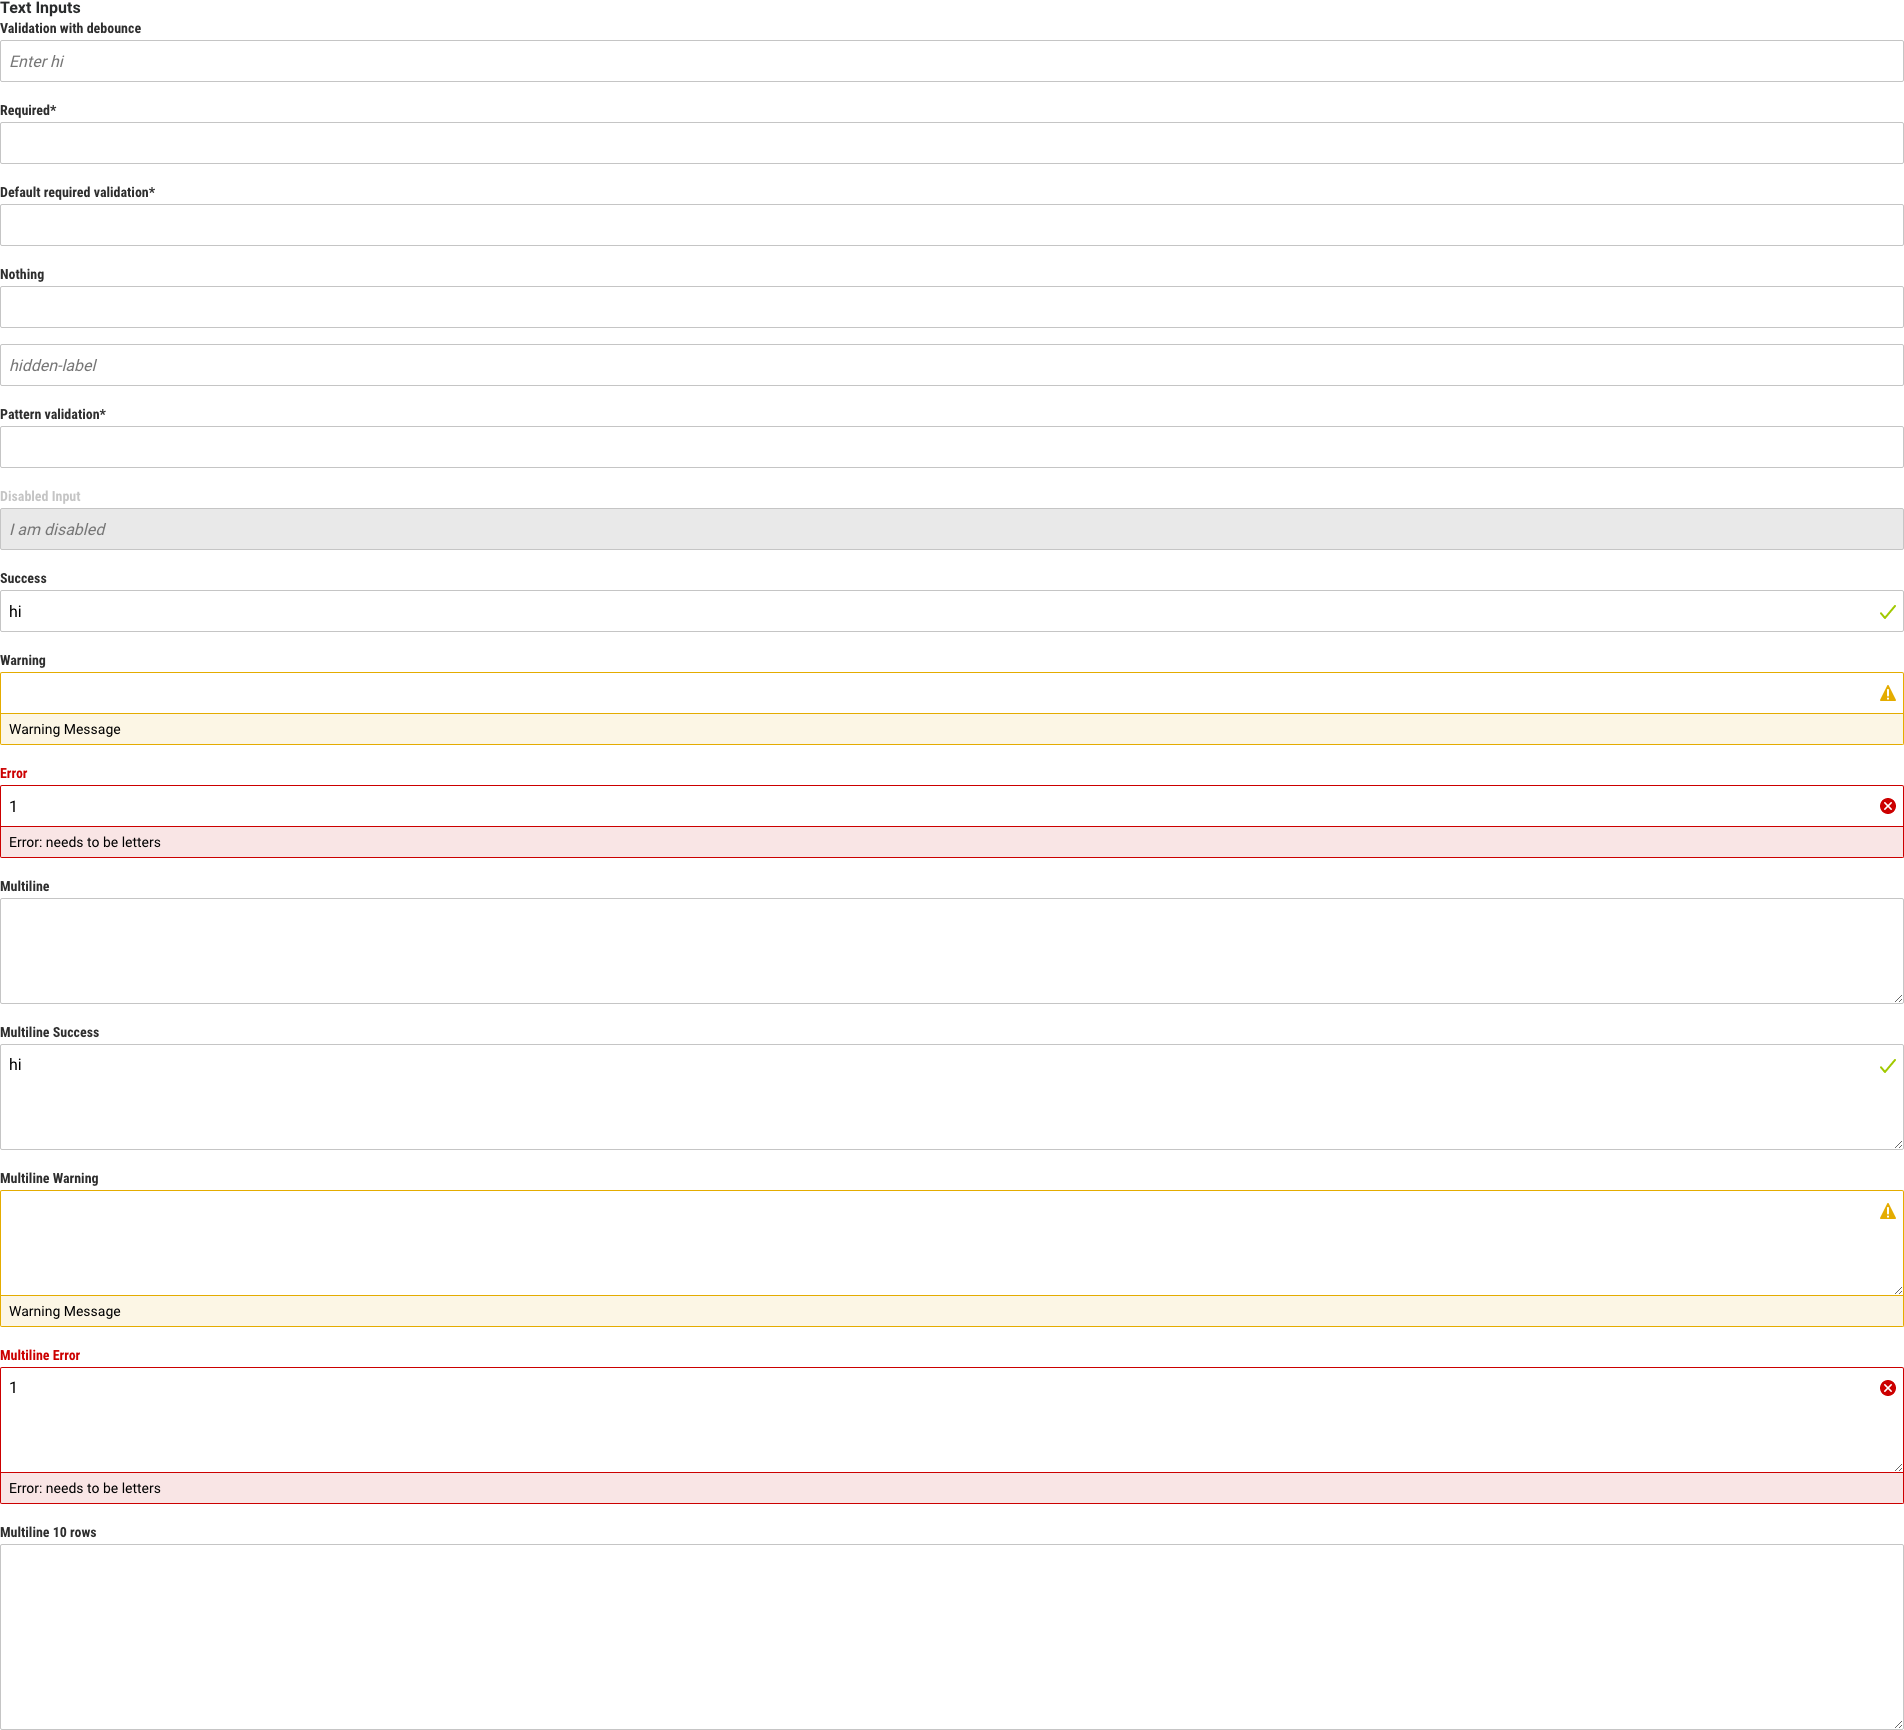 Text Inputs
Validation with debounce
Enter hi
Required*
Default required validation*
Nothing
hidden-label
Pattern validation*
Disabled Input
I am disabled
Success
hi
Warning
Warning Message
Error
1
Error: needs to be letters
Multiline
Multiline Success
hi
Multiline Warning
Warning Message
Multiline Error
1
Error: needs to be letters
Multiline 10 rows